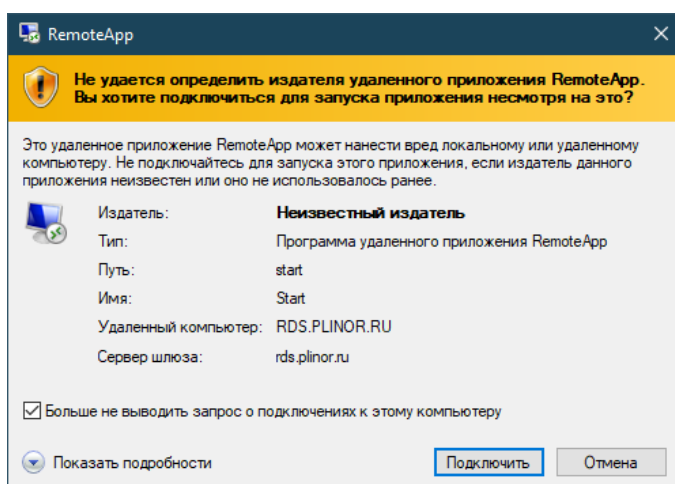 RemoteApp
Не удается определить издателя удаленного приложения RemoteApp.
Вы хотите подключиться для запуска приложения несмотря на это?
Это удаленное приложение RemoteApp может нанести вред локальному или удаленному
компьютеру. Не подключайтесь для запуска этого приложения, если издатель данного
приложения неизвестен или оно не использовалось ранее.
Издатель: Неизвестный издатель
Тип: Программа удаленного приложения RemoteApp
Путь: start
Имя: Start
Удаленный компьютер: RDS.PLINOR.RU
Сервер шлюза: rds.plinor.ru
Больше не выводить запрос о подключениях к этому компьютеру
Показать подробности Подключить Отмена